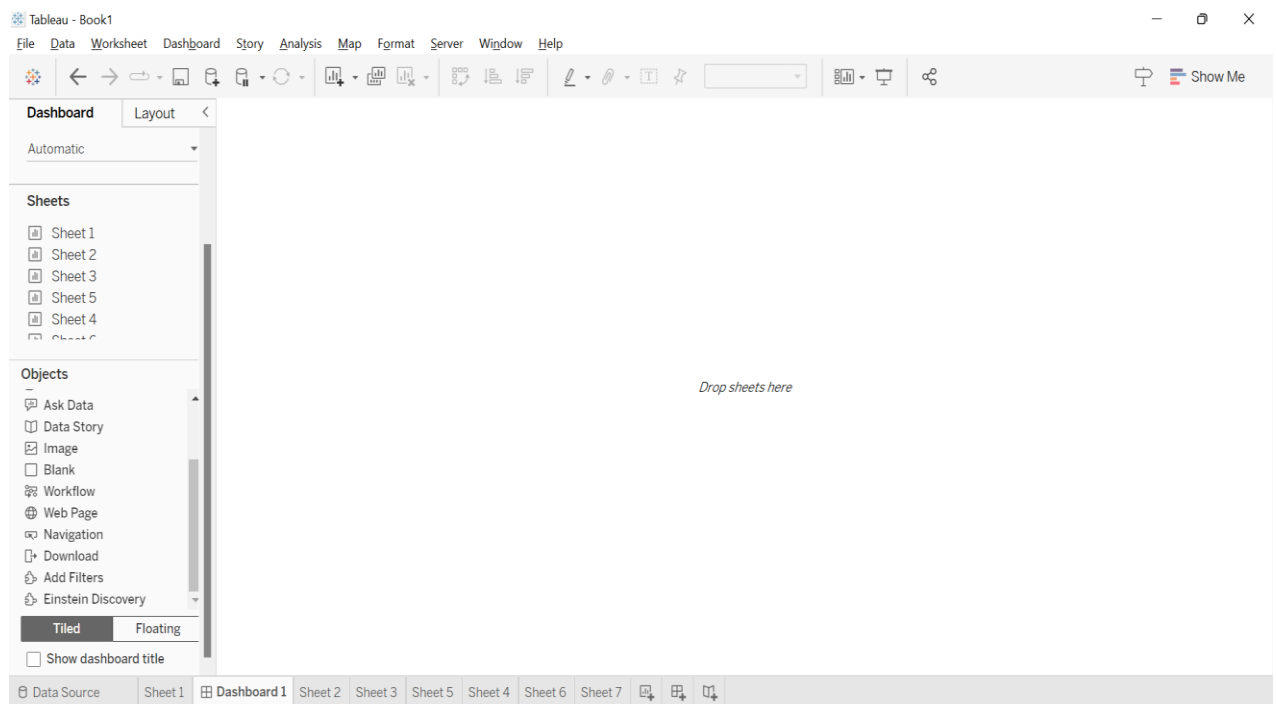 Tableau - Book1
File Data Worksheet Dashboard Story Analysis Map Format Server Window Help
Show Me
Dashboard Layout
Automatic
Sheets
Sheet 1
Sheet 2
Sheet 3
Sheet 5
Sheet 4
Objects
Ask Data
Data Story
Image
Blank
Workflow
Web Page
Navigation
Download
Add Filters
Einstein Discovery
Tiled Floating
Show dashboard title
Drop sheets here
Data Source Sheet 1 Dashboard 1 Sheet 2 Sheet 3 Sheet 5 Sheet 4 Sheet 6 Sheet 7